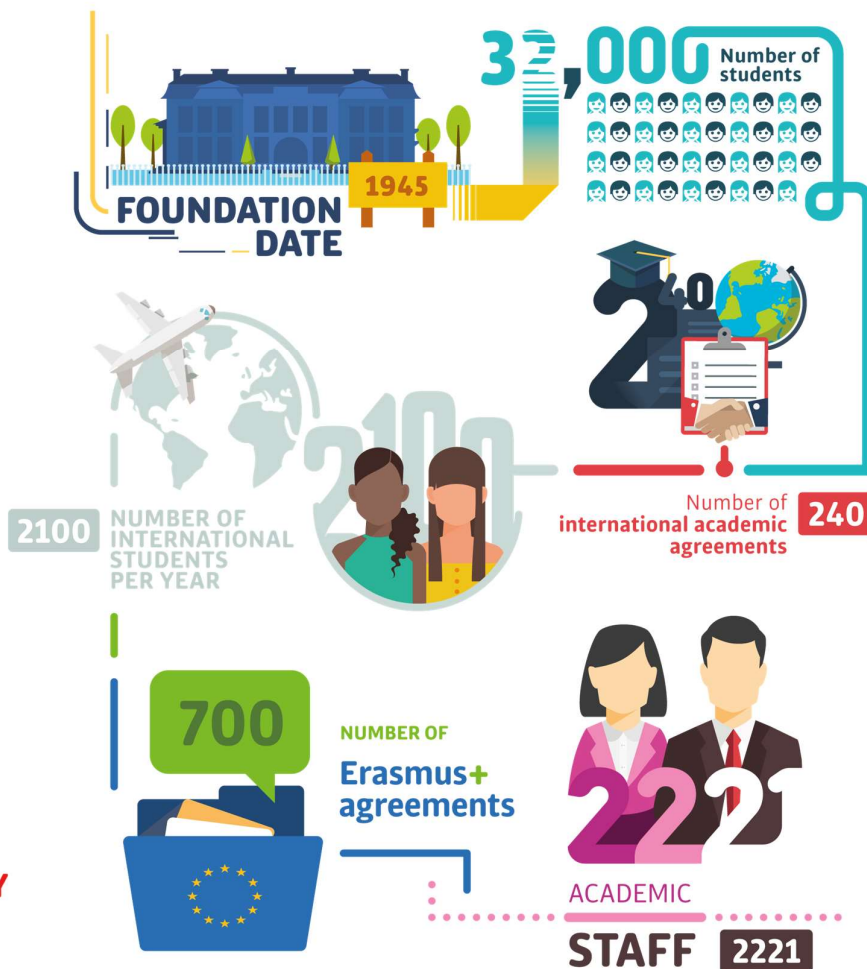 32,000
Number of
students
1945
FOUNDATION
DATE
240
2100
Number of
international academic
agreements
240
2100
NUMBER OF
INTERNATIONAL
STUDENTS
PER YEAR
700
NUMBER OF
Erasmus+
agreements
2221
Y
ACADEMIC
STAFF
2221